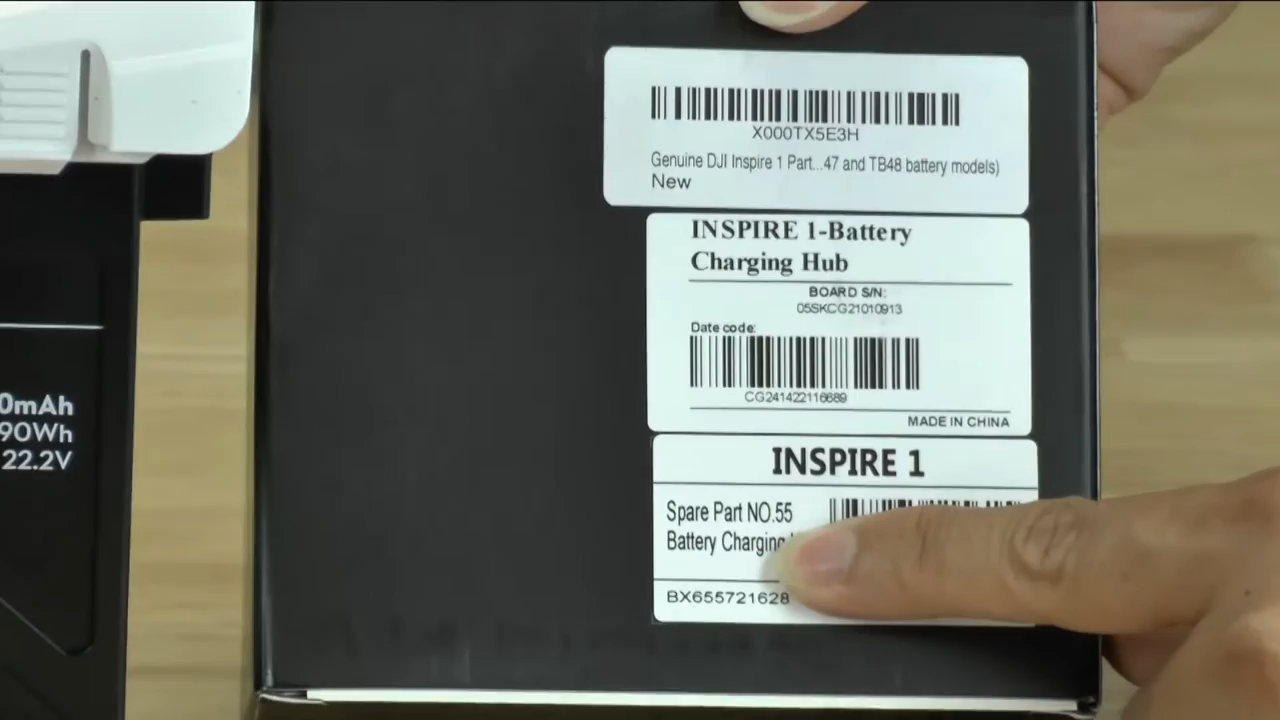 X000TX5E3H
Genuine DJI Inspire 1 Part...47 and TB48 battery models)
New
INSPIRE 1-Battery
Charging Hub
BOARD S/N:
05SKCG21010913
Date code:
CG241422116689
MADE IN CHINA
INSPIRE 1
Spare Part NO.55
Battery Charging
BX655721628
0mAh
90Wh
22.2V